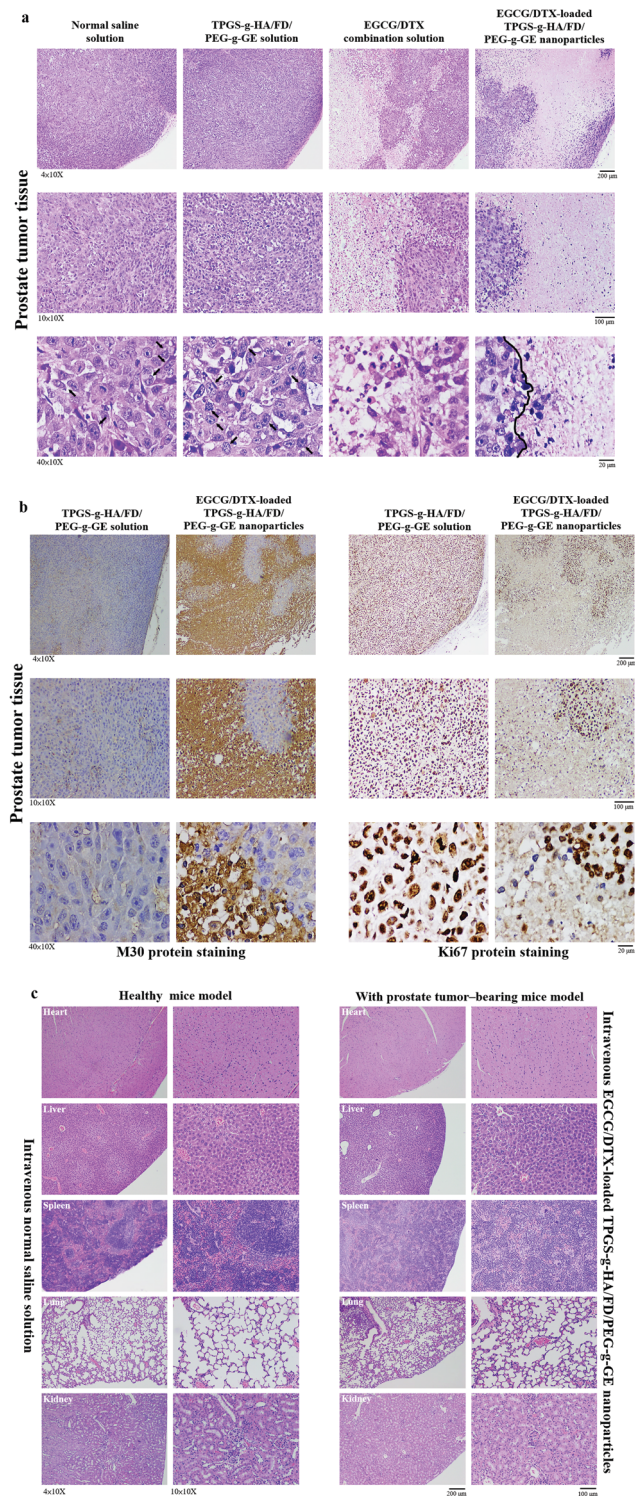 a
Normal saline
solution
TPGS-g-HA/FD/
PEG-g-GE solution
EGCG/DTX
combination solution
EGCG/DTX-loaded
TPGS-g-HA/FD/
PEG-g-GE nanoparticles
Prostate tumor tissue
4x10X
200 μm
10x10X
100 μm
40x10X
20 μm
b
TPGS-g-HA/FD/
PEG-g-GE solution
EGCG/DTX-loaded
TPGS-g-HA/FD/
PEG-g-GE nanoparticles
TPGS-g-HA/FD/
PEG-g-GE solution
EGCG/DTX-loaded
TPGS-g-HA/FD/
PEG-g-GE nanoparticles
Prostate tumor tissue
4x10X
200 μm
10x10X
100 μm
40x10X
20 μm
M30 protein staining
Ki67 protein staining
c
Healthy mice model
With prostate tumor–bearing mice model
Intravenous normal saline solution
Intravenous EGCG/DTX-loaded TPGS-g-HA/FD/PEG-g-GE nanoparticles
Heart
Heart
Liver
Liver
Spleen
Spleen
Lung
Lung
Kidney
Kidney
4x10X
10x10X
200 μm
100 μm